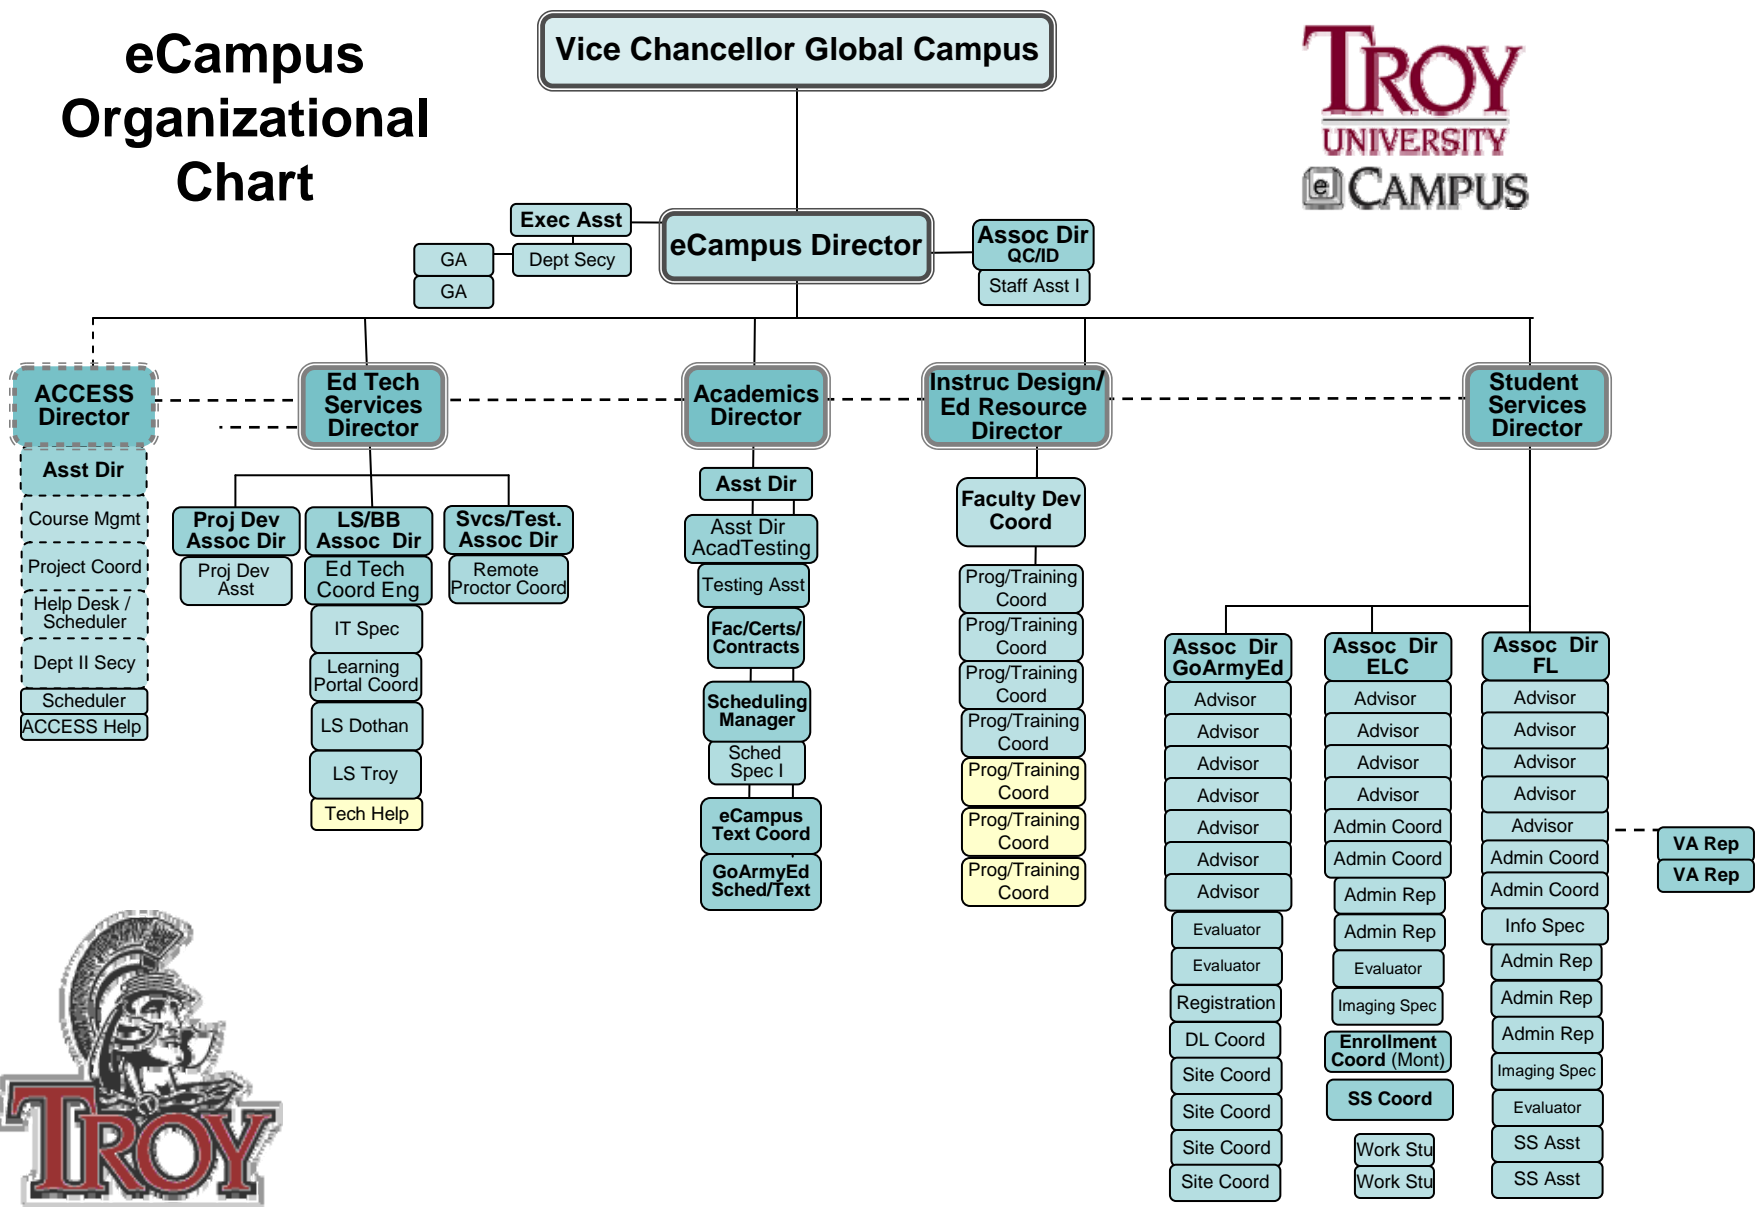 eCampus
Organizational
Chart
Vice Chancellor Global Campus
TROY
UNIVERSITY
e CAMPUS
Exec Asst
Dept Secy
GA
GA
eCampus Director
Assoc Dir
QC/ID
Staff Asst I
ACCESS
Director
Asst Dir
Course Mgmt
Project Coord
Help Desk /
Scheduler
Dept II Secy
Scheduler
ACCESS Help
Ed Tech
Services
Director
Proj Dev
Assoc Dir
Proj Dev
Asst
LS/BB
Assoc Dir
Ed Tech
Coord Eng
IT Spec
Learning
Portal Coord
LS Dothan
LS Troy
Tech Help
Svcs/Test.
Assoc Dir
Remote
Proctor Coord
Academics
Director
Asst Dir
Asst Dir
AcadTesting
Testing Asst
Fac/Certs/
Contracts
Scheduling
Manager
Sched
Spec I
eCampus
Text Coord
GoArmyEd
Sched/Text
Instruc Design/
Ed Resource
Director
Faculty Dev
Coord
Prog/Training
Coord
Prog/Training
Coord
Prog/Training
Coord
Prog/Training
Coord
Prog/Training
Coord
Prog/Training
Coord
Prog/Training
Coord
Student
Services
Director
Assoc Dir
GoArmyEd
Advisor
Advisor
Advisor
Advisor
Advisor
Advisor
Advisor
Evaluator
Evaluator
Registration
DL Coord
Site Coord
Site Coord
Site Coord
Site Coord
Assoc Dir
ELC
Advisor
Advisor
Advisor
Advisor
Admin Coord
Admin Coord
Admin Rep
Admin Rep
Evaluator
Imaging Spec
Enrollment
Coord (Mont)
SS Coord
Work Stu
Work Stu
Assoc Dir
FL
Advisor
Advisor
Advisor
Advisor
Advisor
Admin Coord
Admin Coord
Info Spec
Admin Rep
Admin Rep
Admin Rep
Imaging Spec
Evaluator
SS Asst
SS Asst
VA Rep
VA Rep
TROY